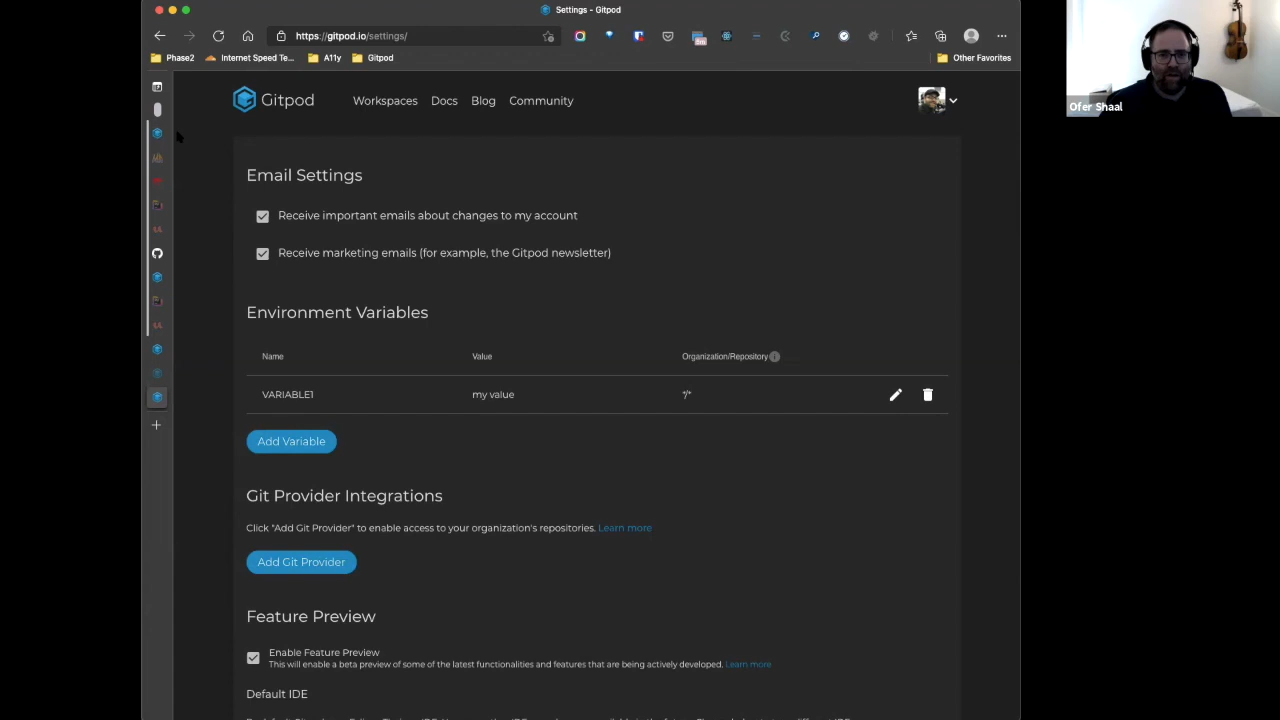 Settings - Gitpod
https://gitpod.io/settings/
Phase2
Internet Speed Te...
A11y
Gitpod
Other Favorites
Gitpod
Workspaces
Docs
Blog
Community
Ofer Shaal
Email Settings
Receive important emails about changes to my account
Receive marketing emails (for example, the Gitpod newsletter)
Environment Variables
Name
Value
Organization/Repository
VARIABLE1
my value
*/*
Add Variable
Git Provider Integrations
Click "Add Git Provider" to enable access to your organization's repositories. Learn more
Add Git Provider
Feature Preview
Enable Feature Preview
This will enable a beta preview of some of the latest functionalities and features that are being actively developed. Learn more
Default IDE